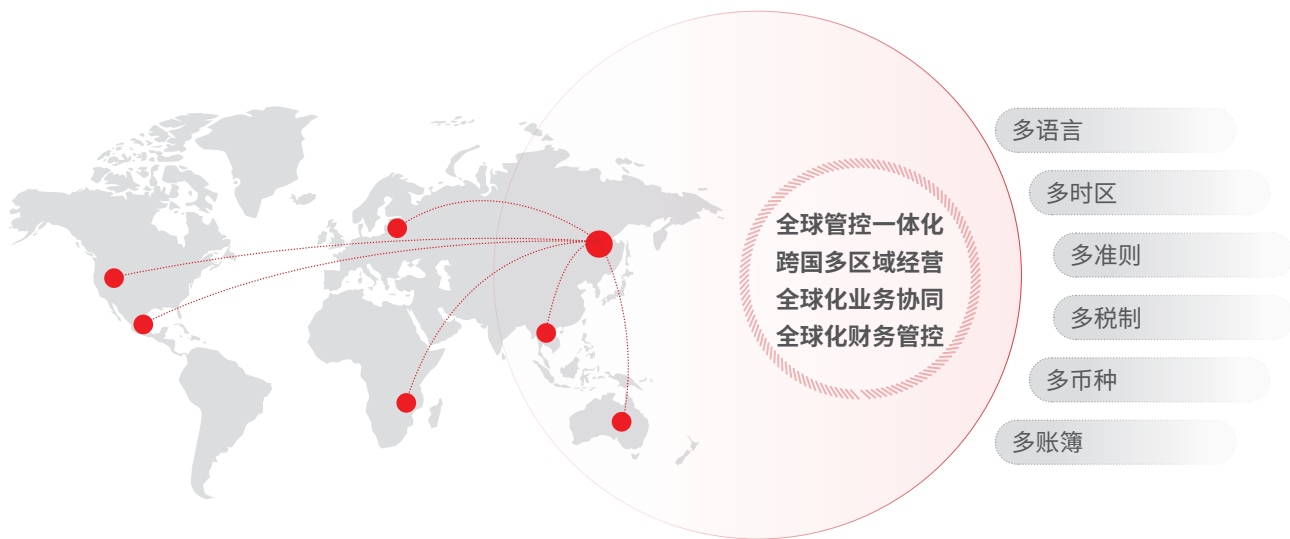 全球管控一体化
跨国多区域经营
全球化业务协同
全球化财务管控
多语言
多时区
多准则
多税制
多币种
多账簿